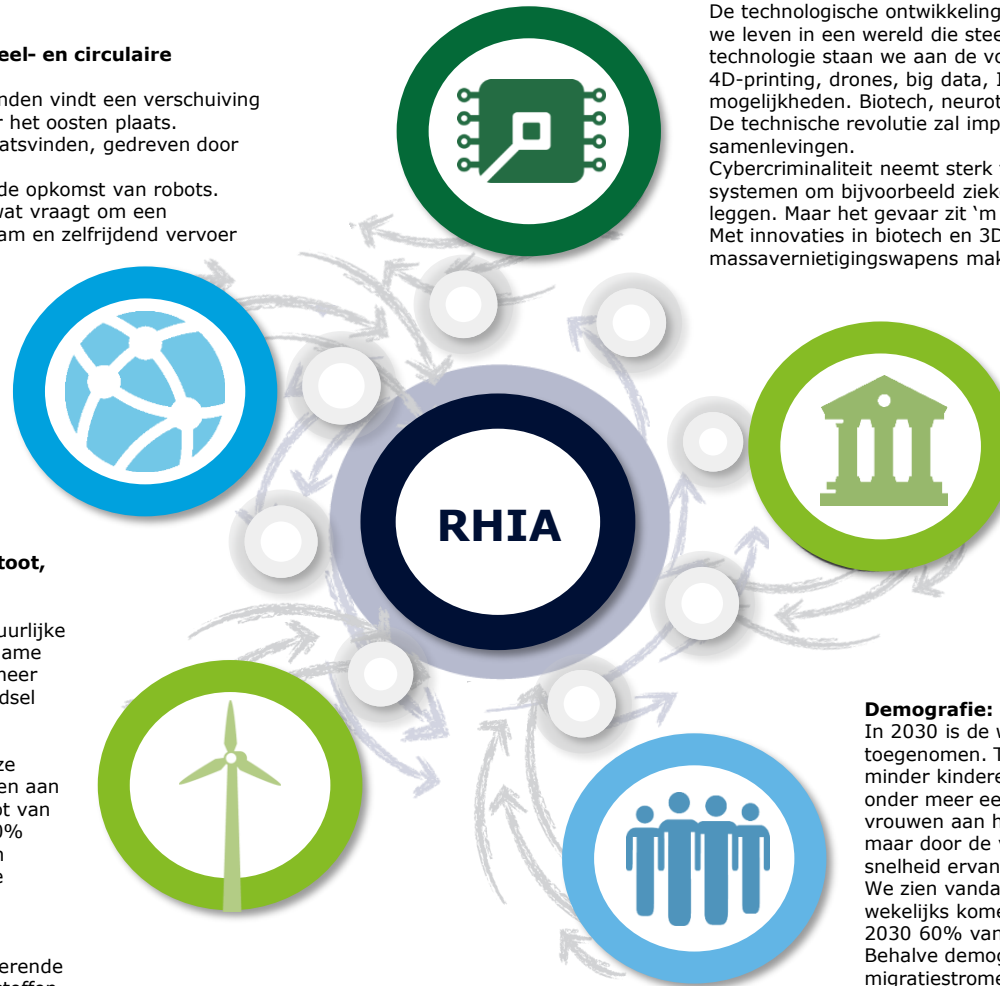 eel- en circulaire
nden vindt een verschuiving
r het oosten plaats.
atsvinden, gedreven door
de opkomst van robots.
wat vraagt om een
am en zelfrijdend vervoer
De technologische ontwikkeling
we leven in een wereld die stee
technologie staan we aan de vo
4D-printing, drones, big data, I
mogelijkheden. Biotech, neurot
De technische revolutie zal imp
samenlevingen.
Cybercriminaliteit neemt sterk
systemen om bijvoorbeeld zieke
leggen. Maar het gevaar zit ‘m
Met innovaties in biotech en 3D
massavernietigingswapens mak
RHIA
toot,
uurlijke
ame
neer
dsel
ze
en aan
ot van
0%
n
e
erende
stoffen
Demografie:
In 2030 is de w
toegenomen. T
minder kindere
onder meer ee
vrouwen aan h
maar door de v
snelheid ervan
We zien vanda
wekelijks kome
2030 60% van
Behalve demog
migratiestrome